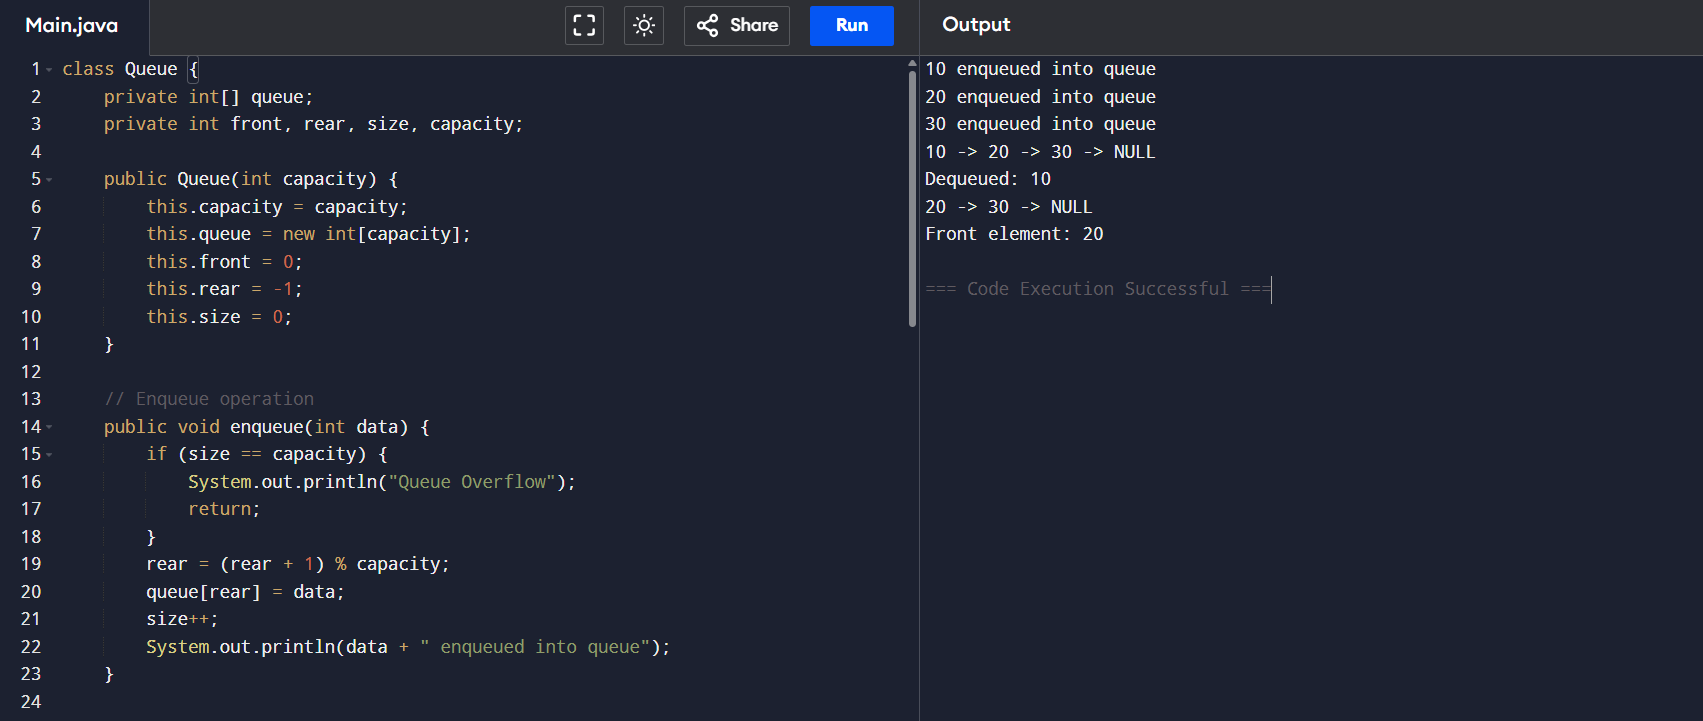 Main.java
Share
Run
Output
1 class Queue {
2     private int[] queue;
3     private int front, rear, size, capacity;
4
5     public Queue(int capacity) {
6         this.capacity = capacity;
7         this.queue = new int[capacity];
8         this.front = 0;
9         this.rear = -1;
10         this.size = 0;
11     }
12
13     // Enqueue operation
14     public void enqueue(int data) {
15         if (size == capacity) {
16             System.out.println("Queue Overflow");
17             return;
18         }
19         rear = (rear + 1) % capacity;
20         queue[rear] = data;
21         size++;
22         System.out.println(data + " enqueued into queue");
23     }
24
10 enqueued into queue
20 enqueued into queue
30 enqueued into queue
10 -> 20 -> 30 -> NULL
Dequeued: 10
20 -> 30 -> NULL
Front element: 20
=== Code Execution Successful ===